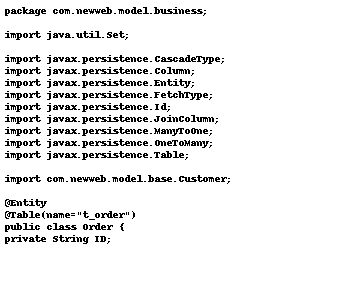 package com.newweb.model.business;
import java.util.Set;
import javax.persistence.CascadeType;
import javax.persistence.Column;
import javax.persistence.Entity;
import javax.persistence.FetchType;
import javax.persistence.Id;
import javax.persistence.JoinColumn;
import javax.persistence.ManyToOne;
import javax.persistence.OneToMany;
import javax.persistence.Table;
import com.newweb.model.base.Customer;
@Entity
@Table(name="t_order")
public class Order {
private String ID;